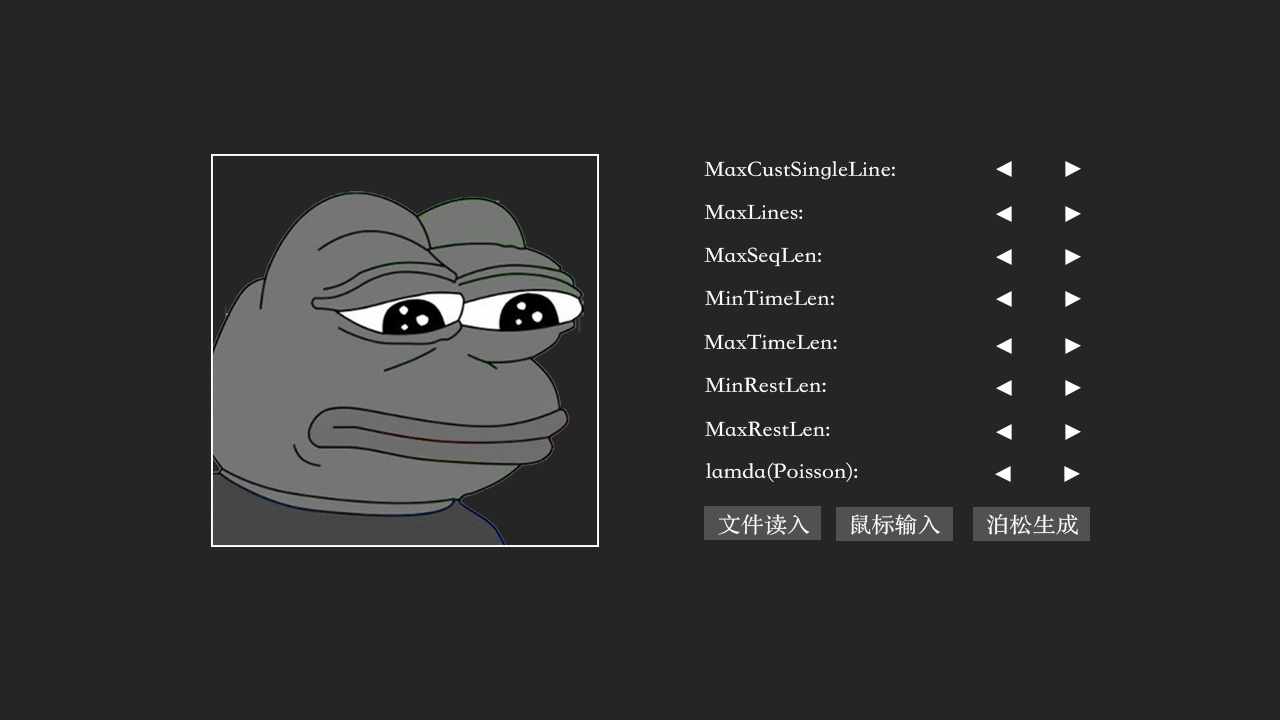 MaxCustSingleLine:
MaxLines:
MaxSeqLen:
MinTimeLen:
MaxTimeLen:
MinRestLen:
MaxRestLen:
lamda(Poisson):
文件读入 鼠标输入 泊松生成